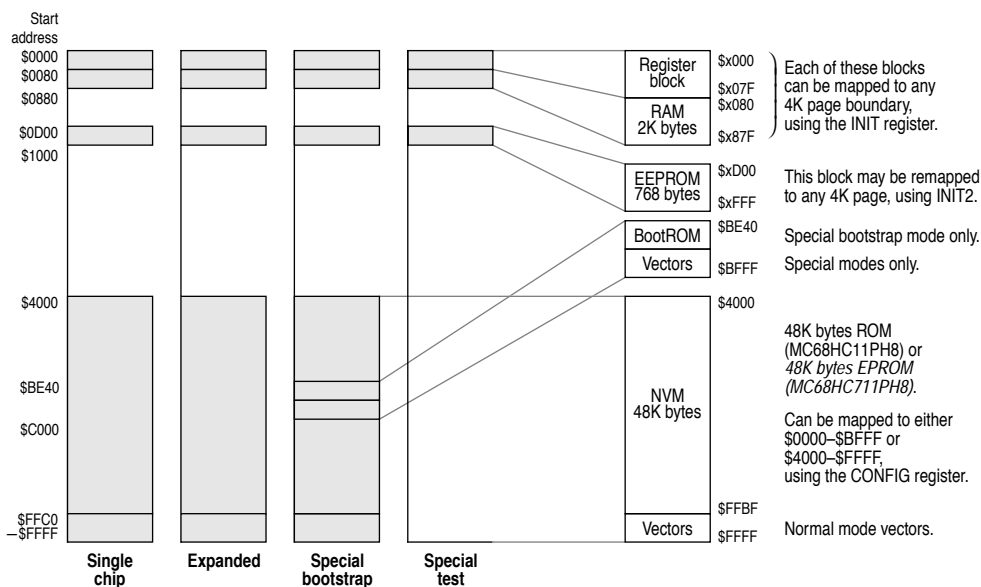 Start
address
$0000
$0080
$0880
$0D00
$1000
$4000
$BE40
$C000
$FFC0
–$FFFF
Single
chip
Expanded
Special
bootstrap
Special
test
Register
block
RAM
2K bytes
EEPROM
768 bytes
BootROM
Vectors
NVM
48K bytes
Vectors
$x000
$x07F
$x080
$x87F
$xD00
$xFFF
$BE40
$BFFF
$4000
$FFBF
$FFFF
Each of these blocks
can be mapped to any
4K page boundary,
using the INIT register.
This block may be remapped
to any 4K page, using INIT2.
Special bootstrap mode only.
Special modes only.
48K bytes ROM
(MC68HC11PH8) or
48K bytes EPROM
(MC68HC711PH8).
Can be mapped to either
$0000–$BFFF or
$4000–$FFFF,
using the CONFIG register.
Normal mode vectors.